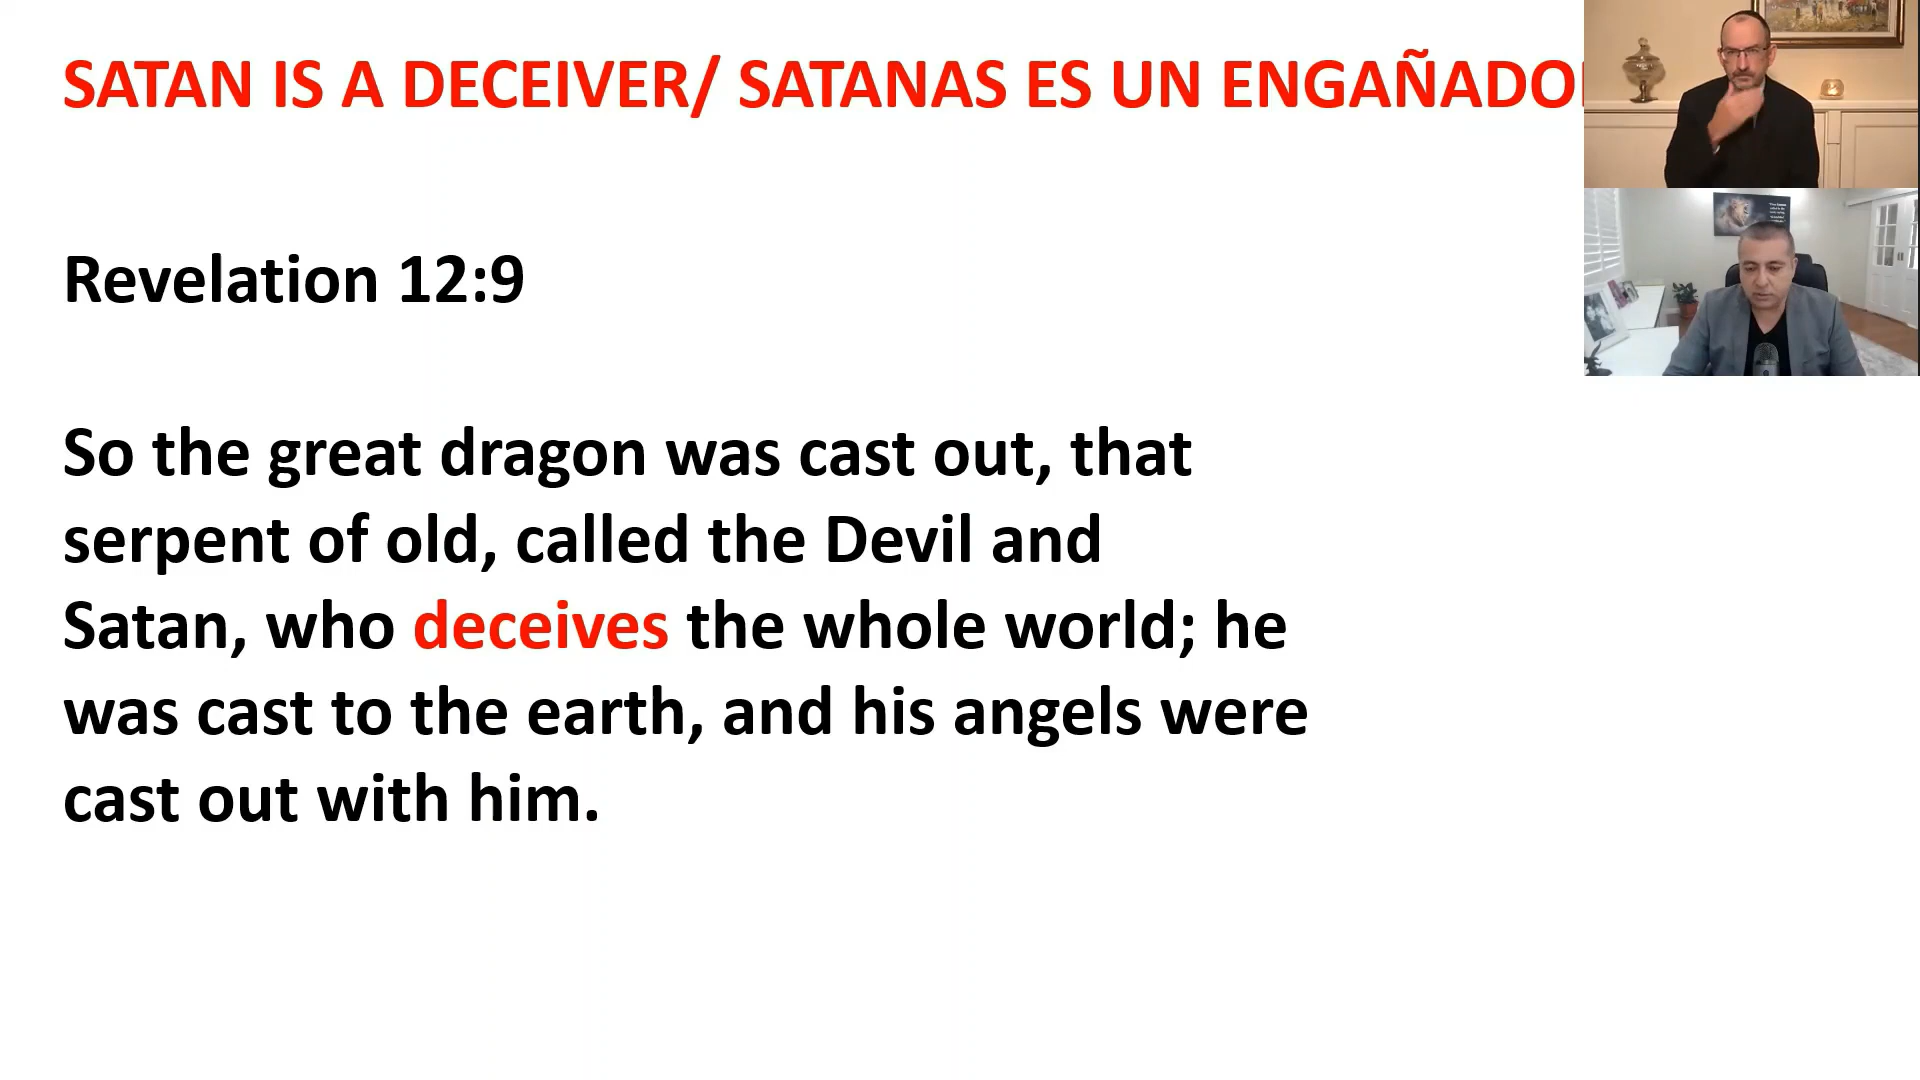 SATAN IS A DECEIVER/ SATANAS ES UN ENGAÑADO
Revelation 12:9
So the great dragon was cast out, that
serpent of old, called the Devil and
Satan, who deceives the whole world; he
was cast to the earth, and his angels were
cast out with him.